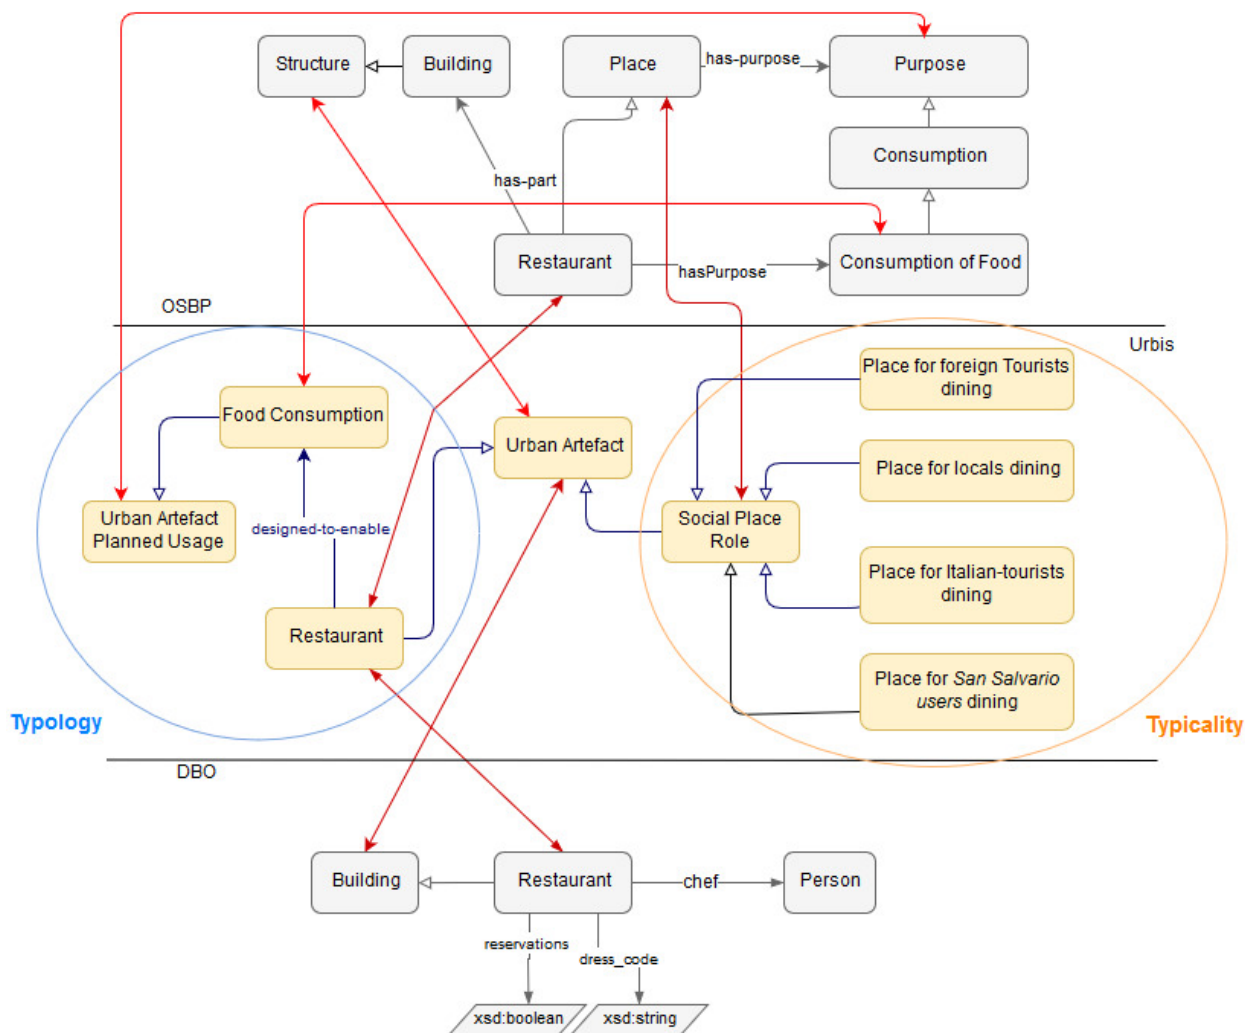 Structure
Building
Place
has-purpose
Purpose
Consumption
has-part
Restaurant
hasPurpose
Consumption of Food
OSBP
Urbis
Place for foreign Tourists
dining
Food Consumption
Urban Artefact
Place for locals dining
Urban Artefact
Planned Usage
designed-to-enable
Social Place
Role
Place for Italian-tourists
dining
Restaurant
Place for San Salvario
users dining
Typology
Typicality
DBO
Building
Restaurant
chef
Person
reservations
dress_code
xsd:boolean
xsd:string